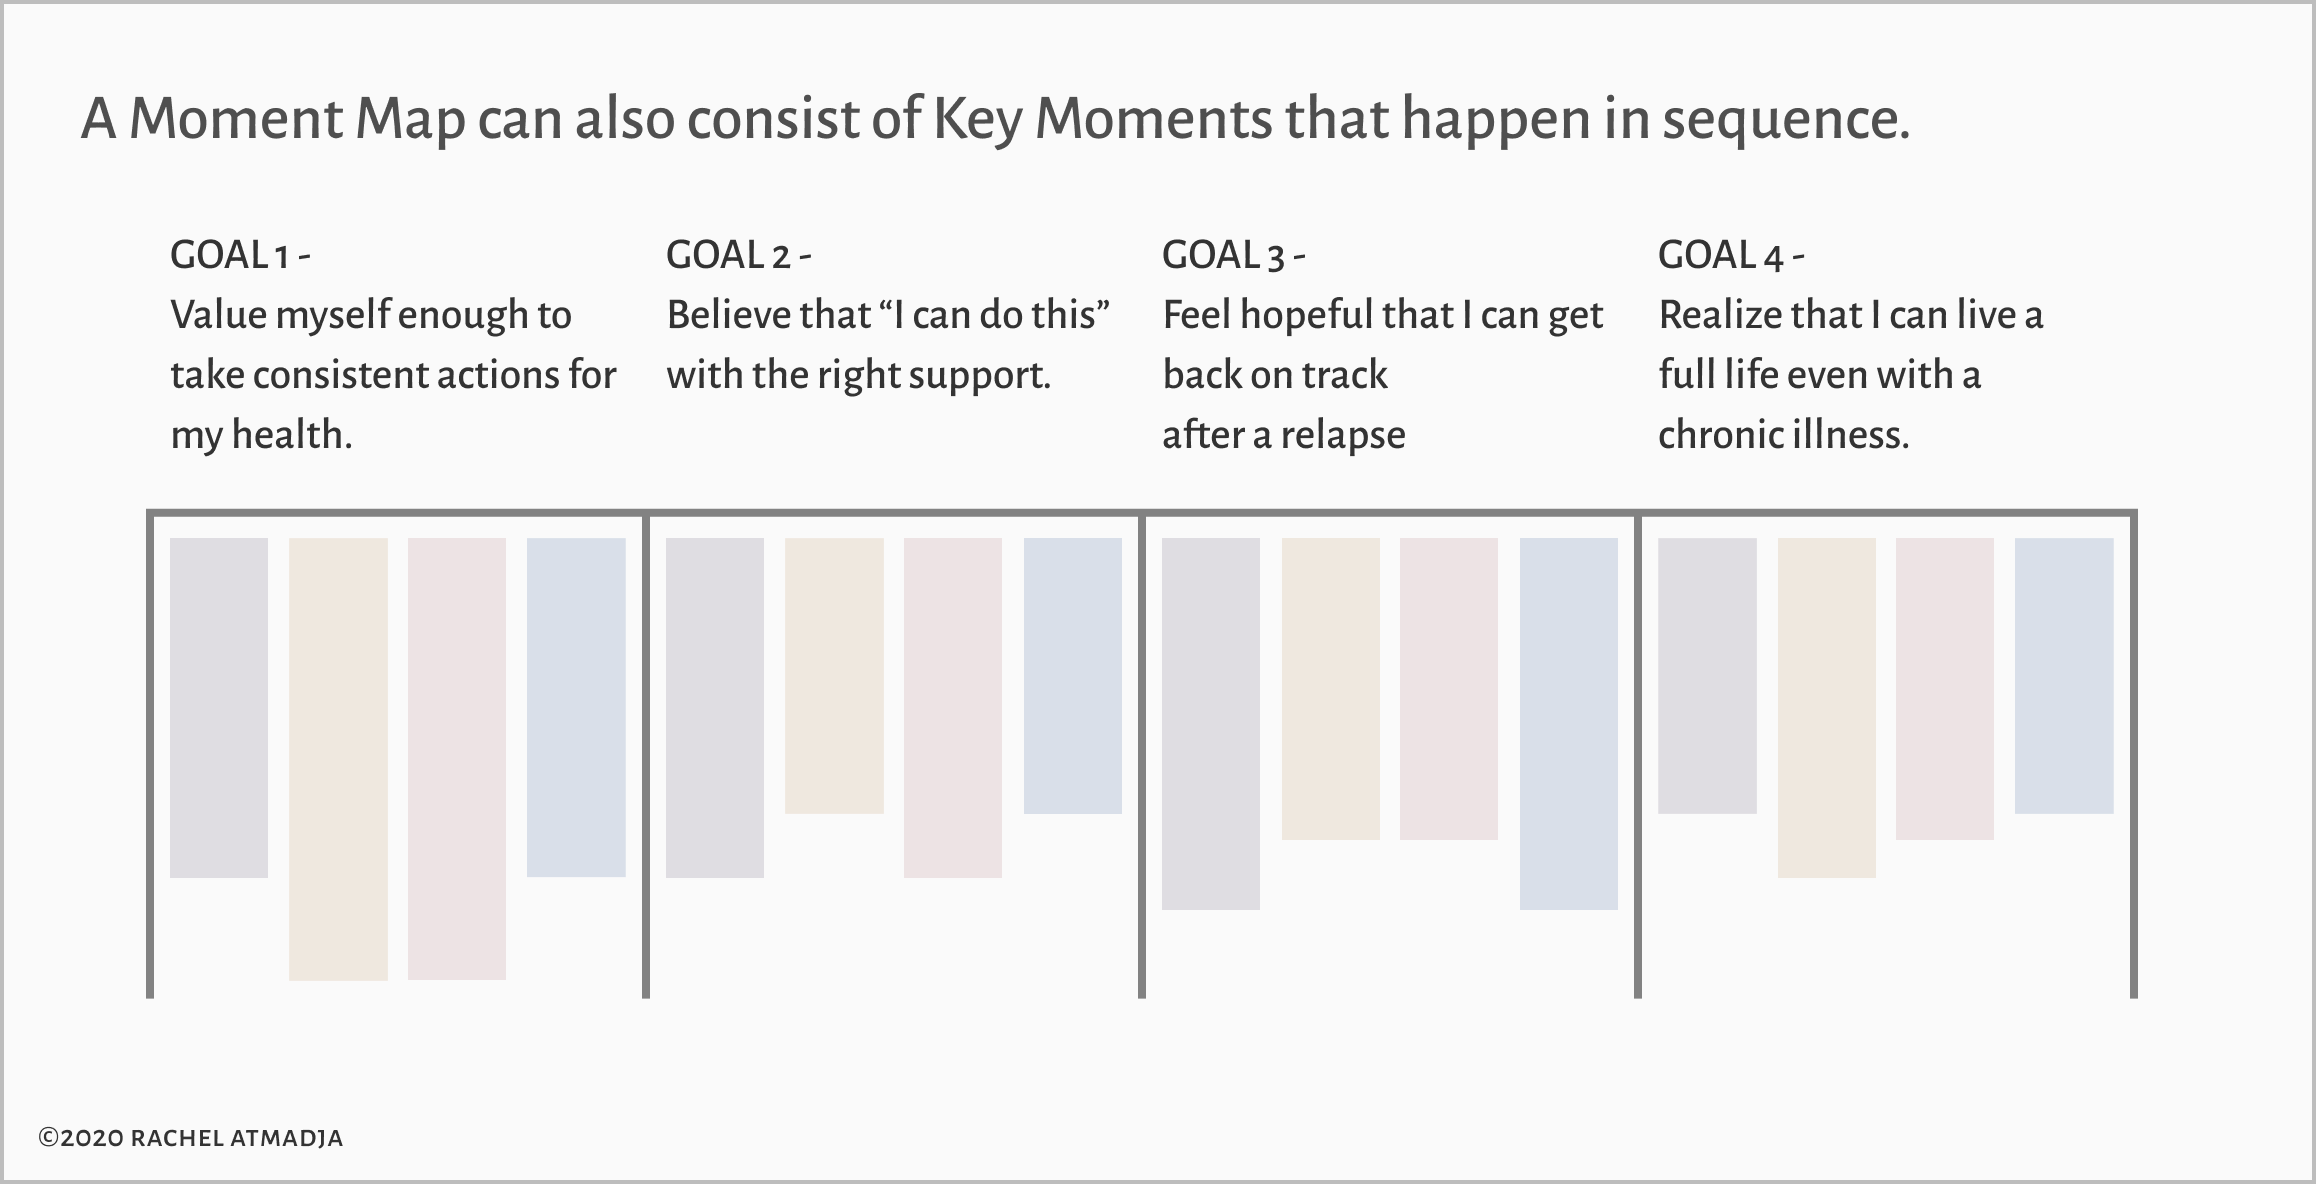 A Moment Map can also consist of Key Moments that happen in sequence.
GOAL 1 -
Value myself enough to
take consistent actions for
my health.
GOAL 2 -
Believe that “I can do this”
with the right support.
GOAL 3 -
Feel hopeful that I can get
back on track
after a relapse
GOAL 4 -
Realize that I can live a
full life even with a
chronic illness.
©2020 RACHEL ATMADJA